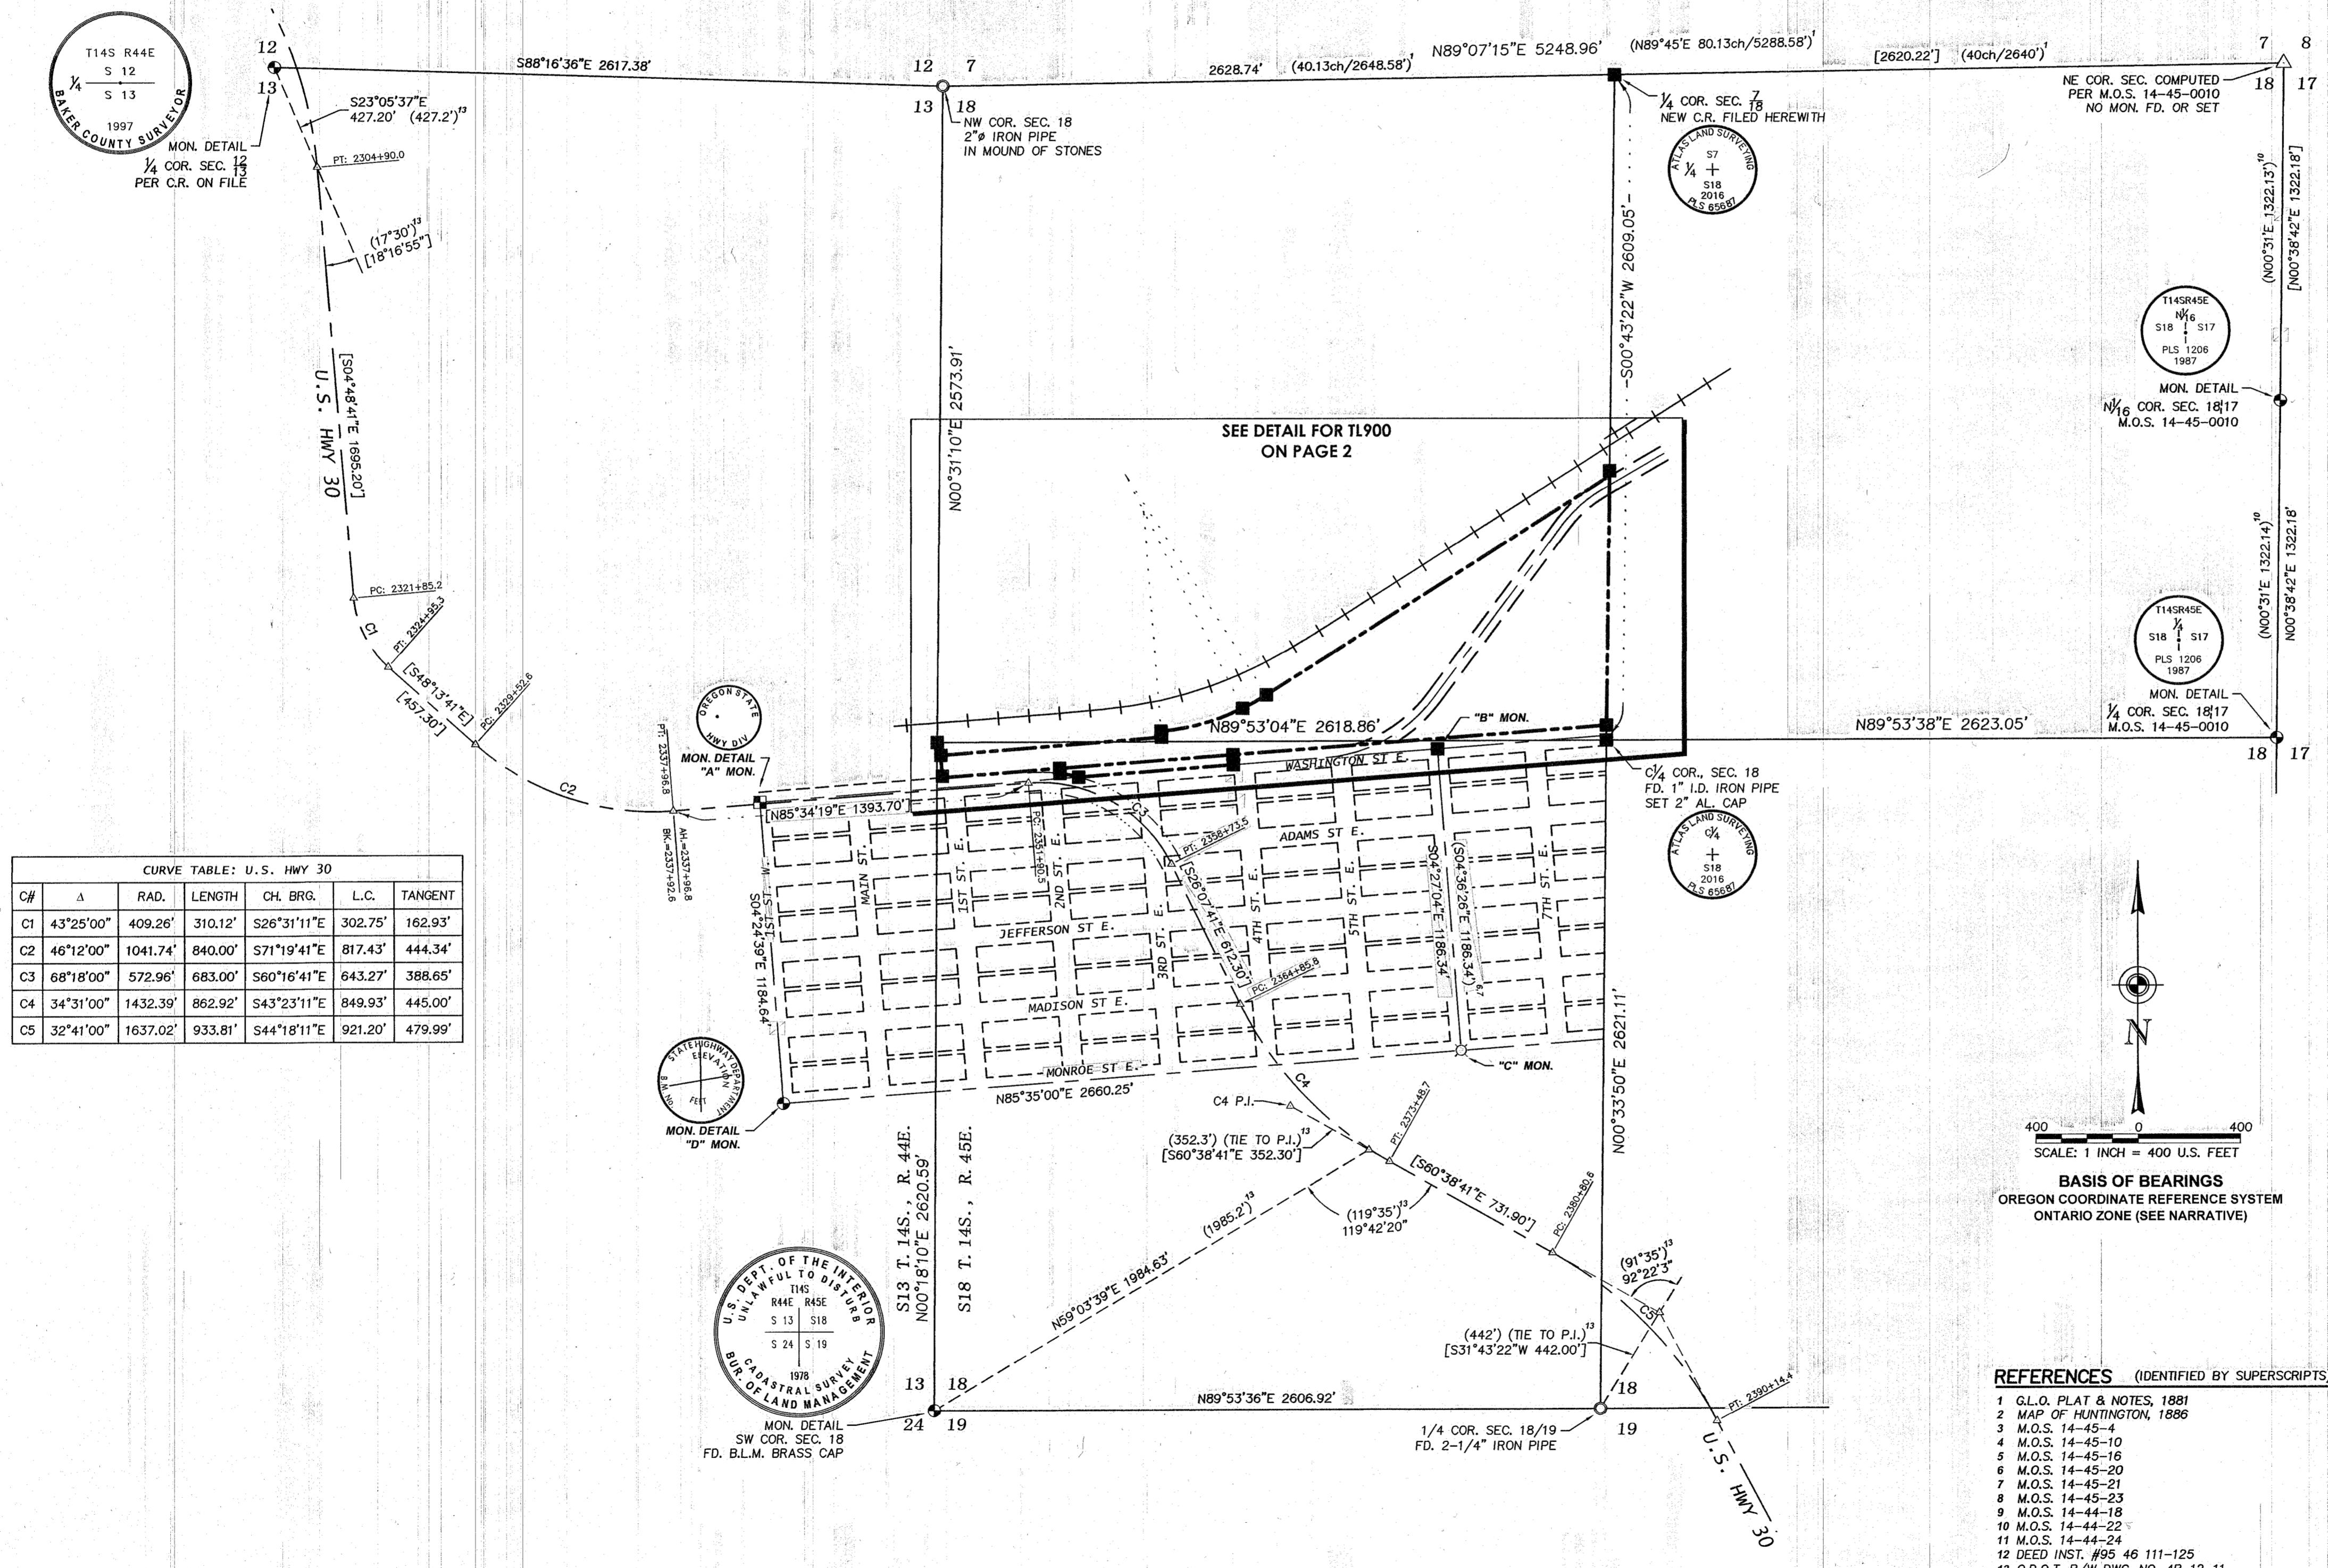 T14S R44E
1/4
S 12
S 13
1997
BAKER COUNTY SURVEYOR
12
13
MON. DETAIL
1/4 COR. SEC. 12/13
PER C.R. ON FILE
S88°16'36"E 2617.38'
S23°05'37"E
427.20' (427.2')13
PT: 2304+90.0
(17°30')13
[18°16'55"]
[S04°48'41"E 1695.20']
U.S. HWY 30
PC: 2321+85.2
C1
PT: 2324+95.3
[S48°13'41"E]
[457.30']
PC: 2329+52.6
C2
12 7
13 18
NW COR. SEC. 18
2"ø IRON PIPE
IN MOUND OF STONES
2628.74' (40.13ch/2648.58')1
N89°07'15"E 5248.96' (N89°45'E 80.13ch/5288.58')1
[2620.22'] (40ch/2640')1
1/4 COR. SEC. 7/18
NEW C.R. FILED HEREWITH
ATLAS LAND SURVEYING
S7
1/4
S18
2016
PLS 65687
7 8
18 17
NE COR. SEC. COMPUTED
PER M.O.S. 14-45-0010
NO MON. FD. OR SET
(N00°31'E 1322.13')10
[N00°38'42"E 1322.18']
T14SR45E
N1/16
S18 S17
PLS 1206
1987
MON. DETAIL
N1/16 COR. SEC. 18|17
M.O.S. 14-45-0010
(N00°31'E 1322.14')10
N00°38'42"E 1322.18'
T14SR45E
1/4
S18 S17
PLS 1206
1987
MON. DETAIL
1/4 COR. SEC. 18|17
M.O.S. 14-45-0010
18 17
N00°31'10"E 2573.91'
S00°43'22"W 2609.05'
SEE DETAIL FOR TL900
ON PAGE 2
N89°53'04"E 2618.86'
"B" MON.
N89°53'38"E 2623.05'
WASHINGTON ST E.
C1/4 COR., SEC. 18
FD. 1" I.D. IRON PIPE
SET 2" AL. CAP
ATLAS LAND SURVEYING
C1/4
S18
2016
PLS 65687
OREGON STATE
HWY DIV
MON. DETAIL
"A" MON.
PT: 2337+96.8
AH.=2337+96.8
BK.=2337+92.6
[N85°34'19"E 1393.70']
PC: 2351+90.5
C3
PT: 2358+73.5
ADAMS ST E.
JEFFERSON ST E.
MADISON ST E.
MONROE ST E.
MAIN ST.
1ST ST. E.
2ND ST. E.
3RD ST. E.
4TH ST. E.
5TH ST. E.
7TH ST. E.
S04°24'39"E 1184.64'
[S26°07'41"E 612.30']
S04°27'04"E 1186.34'
(S04°36'26"E 1186.34')6,7
PC: 2364+85.8
"C" MON.
N85°35'00"E 2660.25'
STATE HIGHWAY DEPARTMENT
ELEVATION
FEET
B.M. No
MON. DETAIL
"D" MON.
CURVE TABLE: U.S. HWY 30
C# Δ RAD. LENGTH CH. BRG. L.C. TANGENT
C1 43°25'00" 409.26' 310.12' S26°31'11"E 302.75' 162.93'
C2 46°12'00" 1041.74' 840.00' S71°19'41"E 817.43' 444.34'
C3 68°18'00" 572.96' 683.00' S60°16'41"E 643.27' 388.65'
C4 34°31'00" 1432.39' 862.92' S43°23'11"E 849.93' 445.00'
C5 32°41'00" 1637.02' 933.81' S44°18'11"E 921.20' 479.99'
C4
C4 P.I.
(352.3') (TIE TO P.I.)13
[S60°38'41"E 352.30']
PT: 2373+48.7
[S60°38'41"E 731.90']
(119°35')13
119°42'20"
PC: 2380+80.6
(1985.2')13
N59°03'39"E 1984.63'
(91°35')13
92°22'3"
C5
(442') (TIE TO P.I.)13
[S31°43'22"W 442.00']
PT: 2390+14.4
U.S. HWY 30
S13 T. 14S., R. 44E.
N00°18'10"E 2620.59'
S18 T. 14S., R. 45E.
N00°33'50"E 2621.11'
U.S. DEPT. OF THE INTERIOR
UNLAWFUL TO DISTURB
T14S
R44E R45E
S 13 S18
S 24 S 19
1978
CADASTRAL SURVEY
BUR. OF LAND MANAGEMENT
MON. DETAIL
SW COR. SEC. 18
FD. B.L.M. BRASS CAP
13 18
24 19
N89°53'36"E 2606.92'
18
19
1/4 COR. SEC. 18/19
FD. 2-1/4" IRON PIPE
N
400 0 400
SCALE: 1 INCH = 400 U.S. FEET
BASIS OF BEARINGS
OREGON COORDINATE REFERENCE SYSTEM
ONTARIO ZONE (SEE NARRATIVE)
REFERENCES (IDENTIFIED BY SUPERSCRIPTS)
1 G.L.O. PLAT & NOTES, 1881
2 MAP OF HUNTINGTON, 1886
3 M.O.S. 14-45-4
4 M.O.S. 14-45-10
5 M.O.S. 14-45-16
6 M.O.S. 14-45-20
7 M.O.S. 14-45-21
8 M.O.S. 14-45-23
9 M.O.S. 14-44-18
10 M.O.S. 14-44-22
11 M.O.S. 14-44-24
12 DEED INST. #95 46 111-125